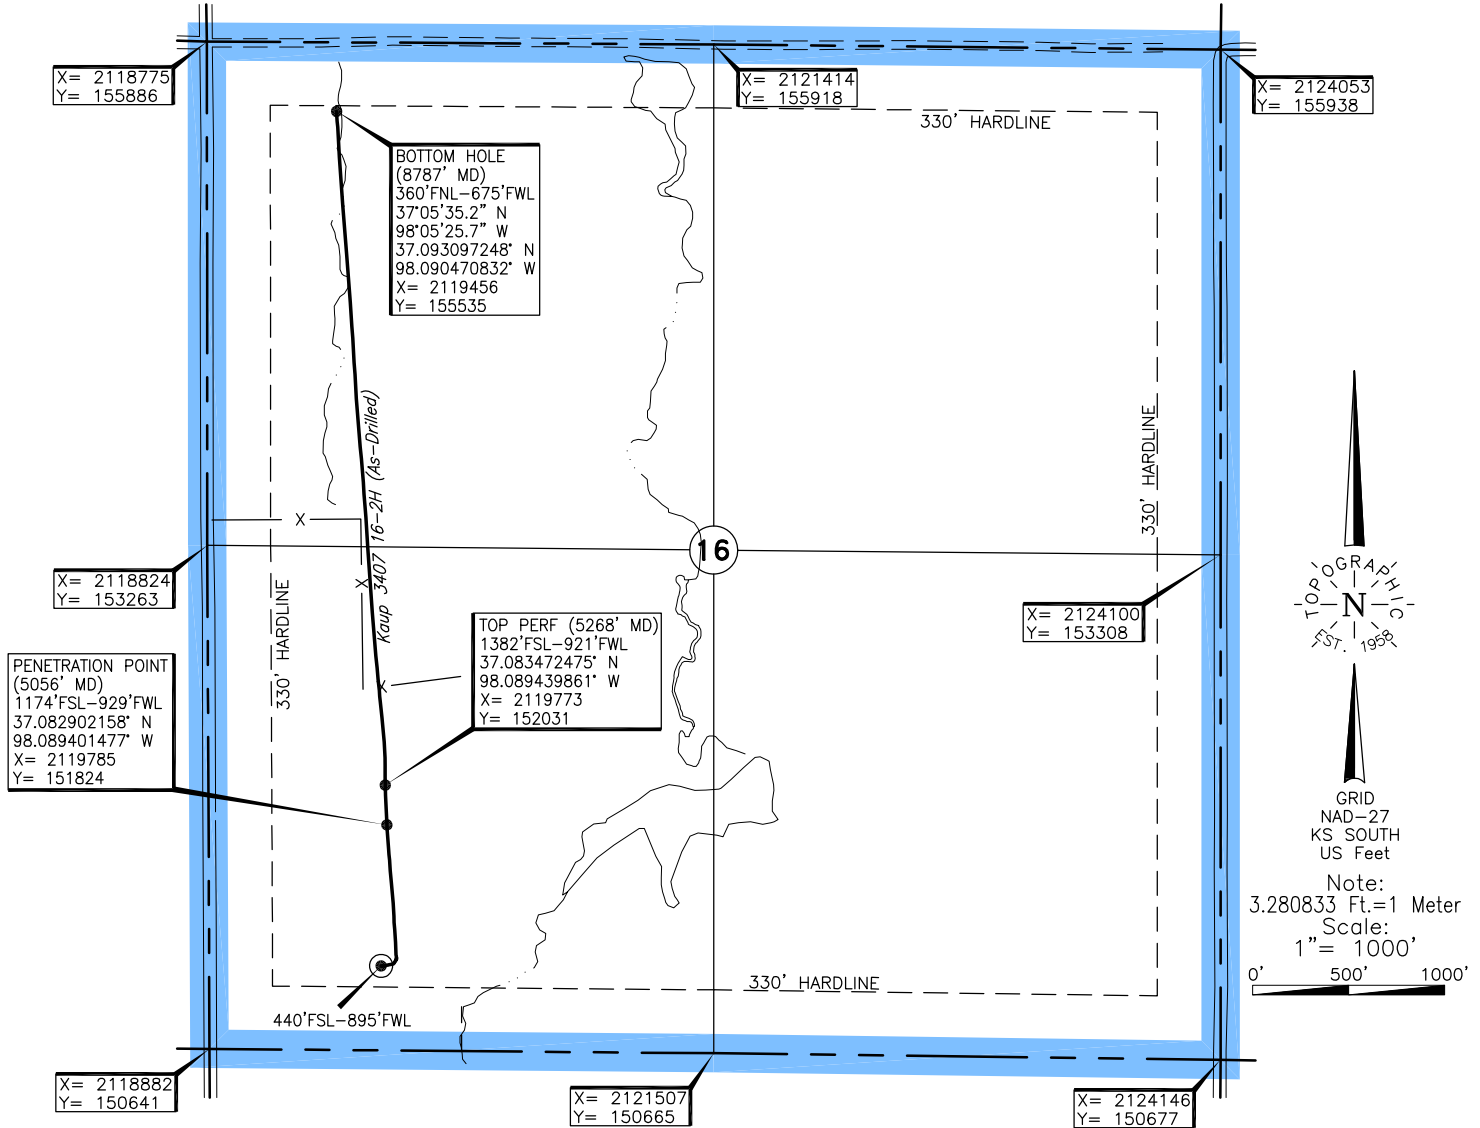 X= 2118775
Y= 155886
X= 2121414
Y= 155918
X= 2124053
Y= 155938
330' HARDLINE
BOTTOM HOLE
(8787' MD)
360'FNL-675'FWL
37°05'35.2" N
98°05'25.7" W
37.093097248° N
98.090470832° W
X= 2119456
Y= 155535
Kaup 3407 16-2H (As-Drilled)
330' HARDLINE
X
16
X
X= 2118824
Y= 153263
330' HARDLINE
X= 2124100
Y= 153308
TOPOGRAPHIC
N
EST. 1958
TOP PERF (5268' MD)
1382'FSL-921'FWL
37.083472475° N
98.089439861° W
X= 2119773
Y= 152031
PENETRATION POINT
(5056' MD)
1174'FSL-929'FWL
37.082902158° N
98.089401477° W
X= 2119785
Y= 151824
GRID
NAD-27
KS SOUTH
US Feet
Note:
3.280833 Ft.=1 Meter
Scale:
1"= 1000'
0' 500' 1000'
330' HARDLINE
440'FSL-895'FWL
X= 2118882
Y= 150641
X= 2121507
Y= 150665
X= 2124146
Y= 150677